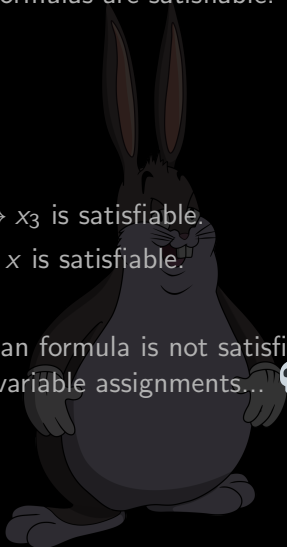 formulas are satisfiable.
→ x₃ is satisfiable.
x is satisfiable.
an formula is not satisfi
variable assignments...